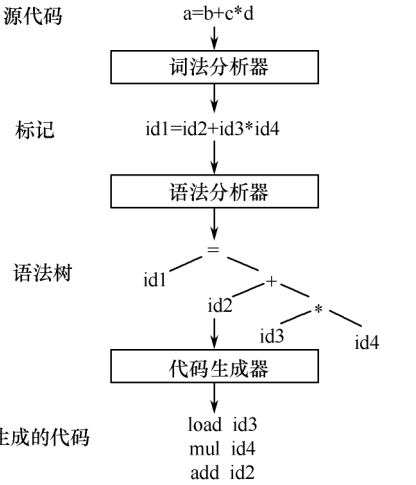 源代码
a=b+c*d
词法分析器
标记
id1=id2+id3*id4
语法分析器
语法树
=
id1
+
id2
*
id3
id4
代码生成器
生成的代码
load id3
mul id4
add id2